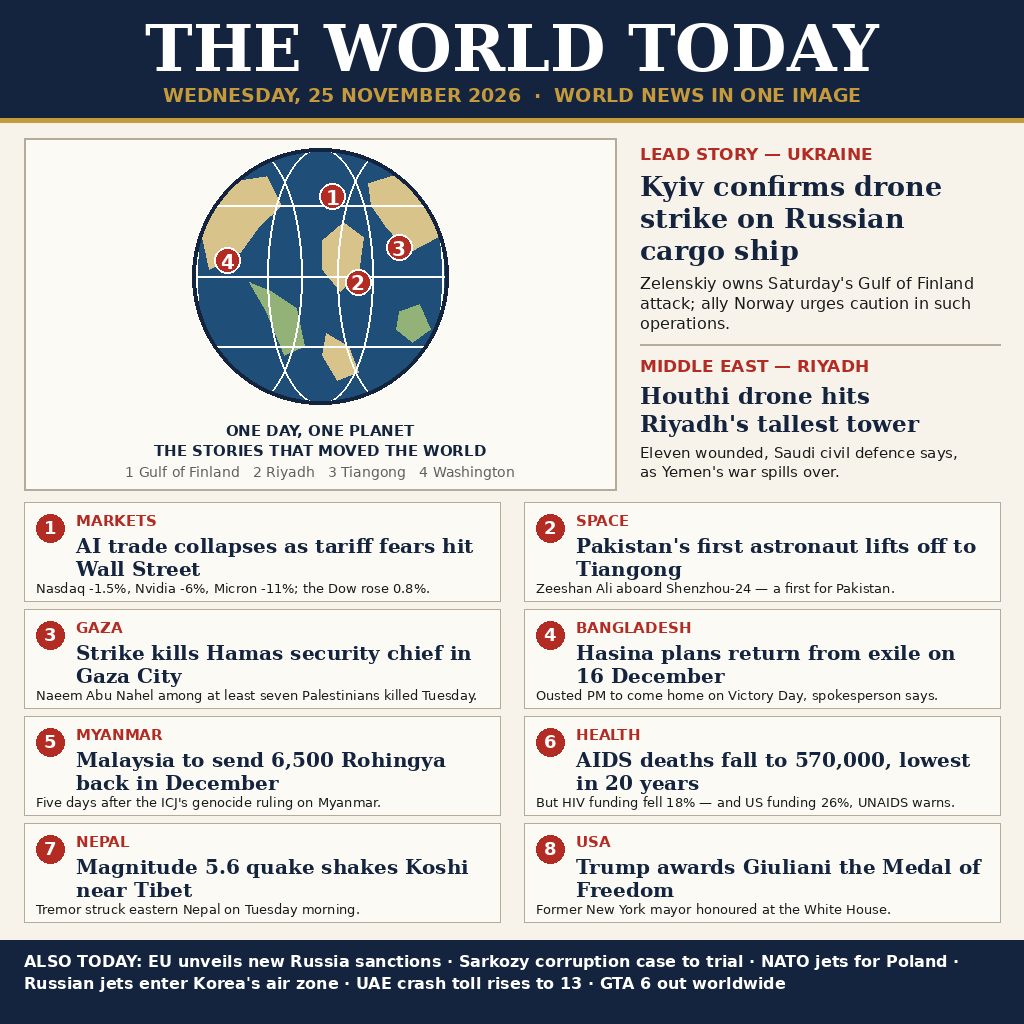 THE WORLD TODAY
WEDNESDAY, 25 NOVEMBER 2026 · WORLD NEWS IN ONE IMAGE
1
2
3
4
ONE DAY, ONE PLANET
THE STORIES THAT MOVED THE WORLD
1 Gulf of Finland 2 Riyadh 3 Tiangong 4 Washington
LEAD STORY — UKRAINE
Kyiv confirms drone
strike on Russian
cargo ship
Zelenskiy owns Saturday's Gulf of Finland
attack; ally Norway urges caution in such
operations.
MIDDLE EAST — RIYADH
Houthi drone hits
Riyadh's tallest tower
Eleven wounded, Saudi civil defence says,
as Yemen's war spills over.
1 MARKETS
AI trade collapses as tariff fears hit
Wall Street
Nasdaq -1.5%, Nvidia -6%, Micron -11%; the Dow rose 0.8%.
2 SPACE
Pakistan's first astronaut lifts off to
Tiangong
Zeeshan Ali aboard Shenzhou-24 — a first for Pakistan.
3 GAZA
Strike kills Hamas security chief in
Gaza City
Naeem Abu Nahel among at least seven Palestinians killed Tuesday.
4 BANGLADESH
Hasina plans return from exile on
16 December
Ousted PM to come home on Victory Day, spokesperson says.
5 MYANMAR
Malaysia to send 6,500 Rohingya
back in December
Five days after the ICJ's genocide ruling on Myanmar.
6 HEALTH
AIDS deaths fall to 570,000, lowest
in 20 years
But HIV funding fell 18% — and US funding 26%, UNAIDS warns.
7 NEPAL
Magnitude 5.6 quake shakes Koshi
near Tibet
Tremor struck eastern Nepal on Tuesday morning.
8 USA
Trump awards Giuliani the Medal of
Freedom
Former New York mayor honoured at the White House.
ALSO TODAY: EU unveils new Russia sanctions · Sarkozy corruption case to trial · NATO jets for Poland ·
Russian jets enter Korea's air zone · UAE crash toll rises to 13 · GTA 6 out worldwide